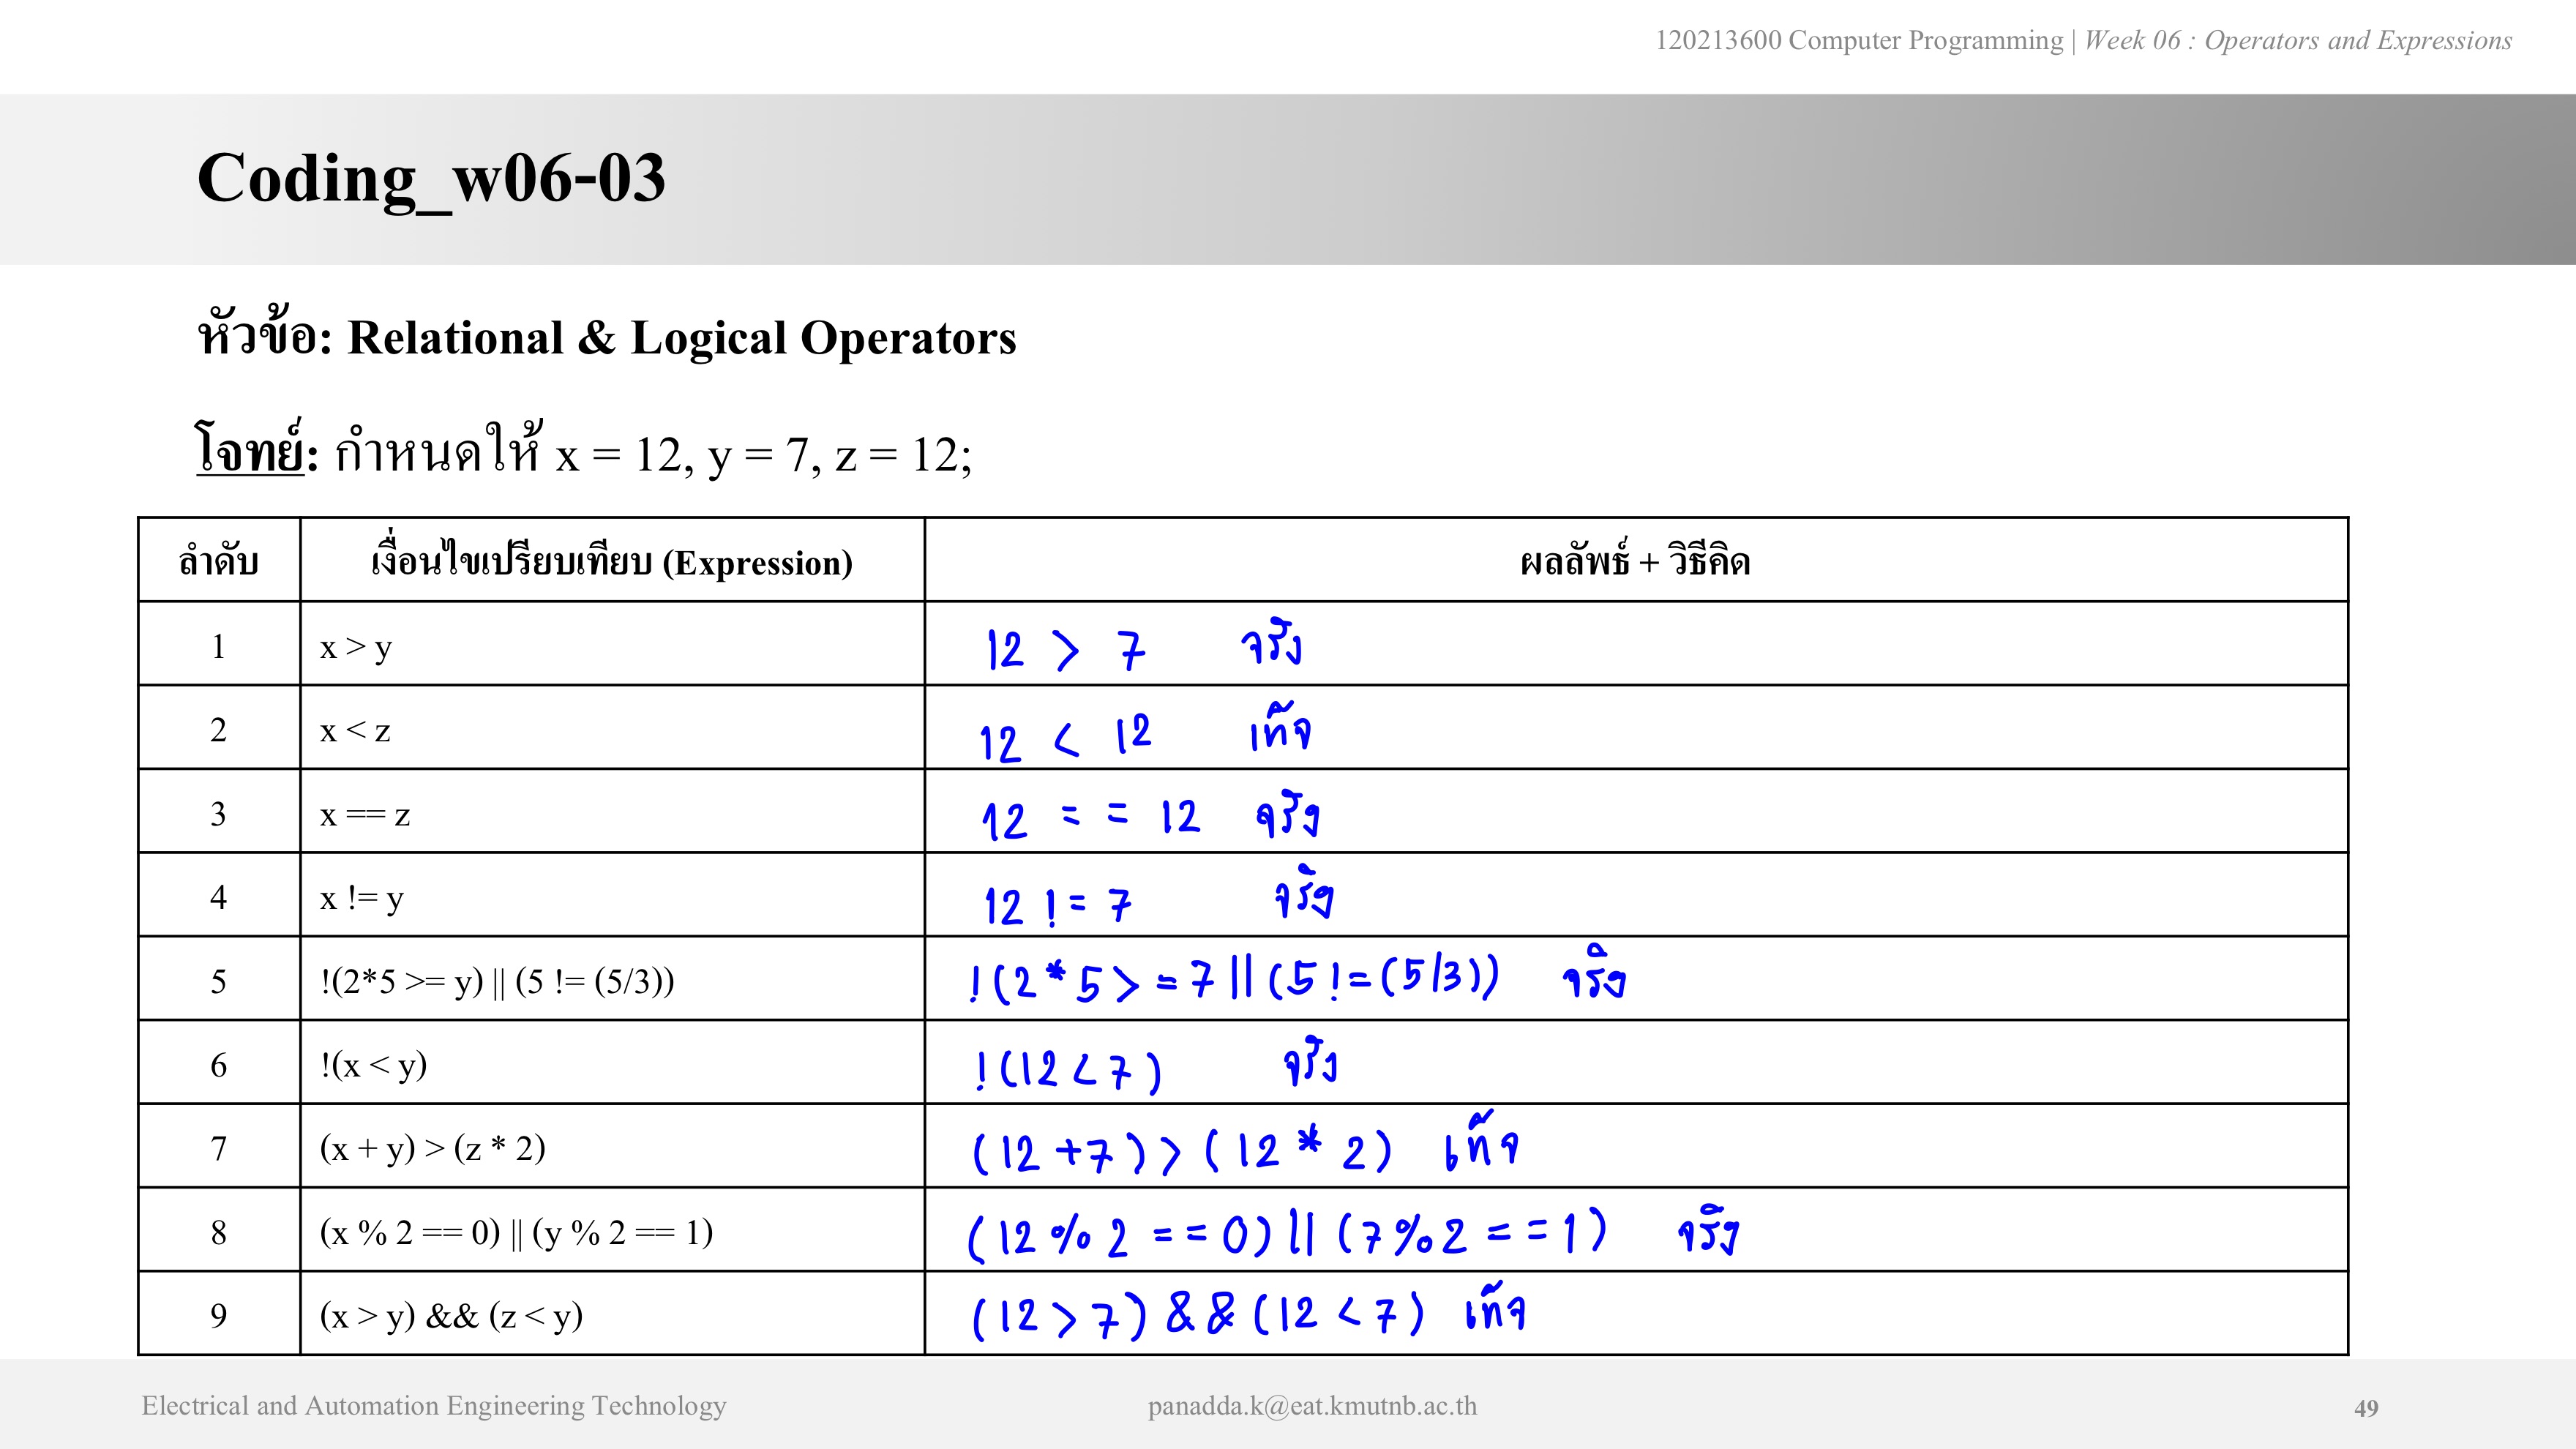 120213600 Computer Programming | Week 06 : Operators and Expressions
Coding_w06-03
หัวข้อ: Relational & Logical Operators
โจทย์: กำหนดให้ x = 12, y = 7, z = 12;
ลำดับ เงื่อนไขเปรียบเทียบ (Expression) ผลลัพธ์ + วิธีคิด
1 x > y 12 > 7 จริง
2 x < z 12 < 12 เท็จ
3 x == z 12 == 12 จริง
4 x != y 12 != 7 จริง
5 !(2*5 >= y) || (5 != (5/3)) !(2*5>=7||(5!=(5/3)) จริง
6 !(x < y) !(12<7) จริง
7 (x + y) > (z * 2) (12+7)>(12*2) เท็จ
8 (x % 2 == 0) || (y % 2 == 1) (12%2==0)||(7%2==1) จริง
9 (x > y) && (z < y) (12>7)&&(12<7) เท็จ
Electrical and Automation Engineering Technology panadda.k@eat.kmutnb.ac.th 49